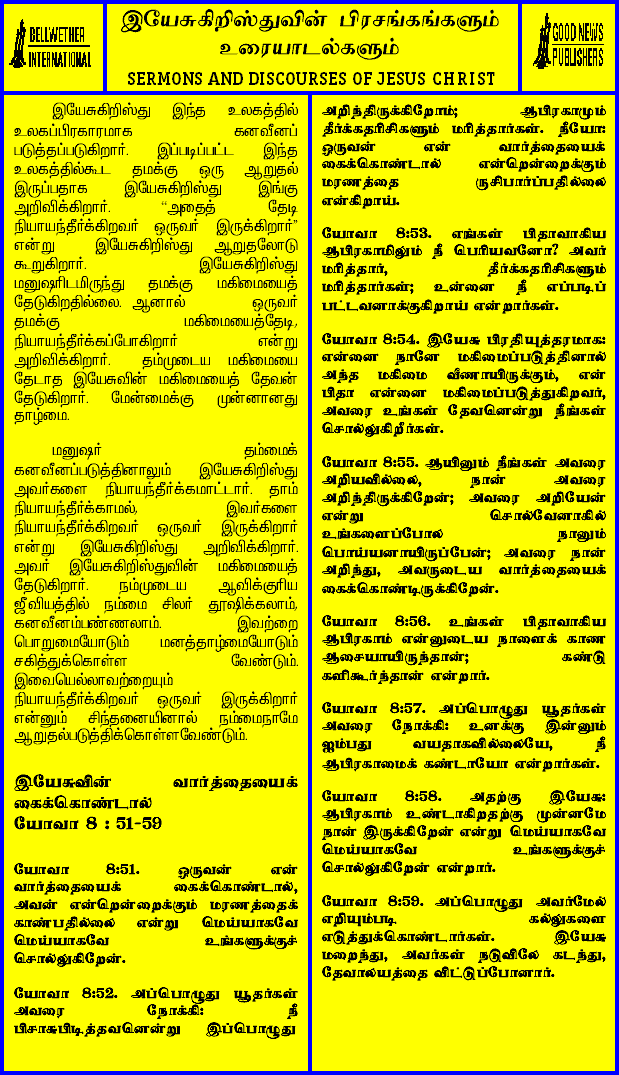 BELLWETHER
INTERNATIONAL
இயேசுகிறிஸ்துவின் பிரசங்கங்களும்
உரையாடல்களும்
SERMONS AND DISCOURSES OF JESUS CHRIST
GOOD NEWS
PUBLISHERS
இயேசுகிறிஸ்து இந்த உலகத்தில்
உலகப்பிரகாரமாக கனவீனப்
படுத்தப்படுகிறார். இப்படிப்பட்ட இந்த
உலகத்தில்கூட தமக்கு ஒரு ஆறுதல்
இருப்பதாக இயேசுகிறிஸ்து இங்கு
அறிவிக்கிறார். “அதைத் தேடி
நியாயந்தீர்க்கிறவர் ஒருவர் இருக்கிறார்”
என்று இயேசுகிறிஸ்து ஆறுதலோடு
கூறுகிறார். இயேசுகிறிஸ்து
மனுஷரிடமிருந்து தமக்கு மகிமையைத்
தேடுகிறதில்லை. ஆனால் ஒருவர்
தமக்கு மகிமையைத்தேடி,
நியாயந்தீர்க்கப்போகிறார் என்று
அறிவிக்கிறார். தம்முடைய மகிமையை
தேடாத இயேசுவின் மகிமையைத் தேவன்
தேடுகிறார். மேன்மைக்கு முன்னானது
தாழ்மை.
மனுஷர் தம்மைக்
கனவீனப்படுத்தினாலும் இயேசுகிறிஸ்து
அவர்களை நியாயந்தீர்க்கமாட்டார். தாம்
நியாயந்தீர்க்காமல், இவர்களை
நியாயந்தீர்க்கிறவர் ஒருவர் இருக்கிறார்
என்று இயேசுகிறிஸ்து அறிவிக்கிறார்.
அவர் இயேசுகிறிஸ்துவின் மகிமையைத்
தேடுகிறார். நம்முடைய ஆவிக்குரிய
ஜீவியத்தில் நம்மை சிலர் தூஷிக்கலாம்,
கனவீனம்பண்ணலாம். இவற்றை
பொறுமையோடும் மனத்தாழ்மையோடும்
சகித்துக்கொள்ள வேண்டும்.
இவையெல்லாவற்றையும்
நியாயந்தீர்க்கிறவர் ஒருவர் இருக்கிறார்
என்னும் சிந்தனையினால் நம்மைநாமே
ஆறுதல்படுத்திக்கொள்ளவேண்டும்.
இயேசுவின் வார்த்தையைக்
கைக்கொண்டால்
யோவா 8 : 51-59
யோவா 8:51. ஒருவன் என்
வார்த்தையைக் கைக்கொண்டால்,
அவன் என்றென்றைக்கும் மரணத்தைக்
காண்பதில்லை என்று மெய்யாகவே
மெய்யாகவே உங்களுக்குச்
சொல்லுகிறேன்.
யோவா 8:52. அப்பொழுது யூதர்கள்
அவரை நோக்கி: நீ
பிசாசுபிடித்தவனென்று இப்பொழுது
அறிந்திருக்கிறோம்; ஆபிரகாமும்
தீர்க்கதரிசிகளும் மரித்தார்கள். நீயோ:
ஒருவன் என் வார்த்தையைக்
கைக்கொண்டால் என்றென்றைக்கும்
மரணத்தை ருசிபார்ப்பதில்லை
என்கிறாய்.
யோவா 8:53. எங்கள் பிதாவாகிய
ஆபிரகாமிலும் நீ பெரியவனோ? அவர்
மரித்தார், தீர்க்கதரிசிகளும்
மரித்தார்கள்; உன்னை நீ எப்படிப்
பட்டவனாக்குகிறாய் என்றார்கள்.
யோவா 8:54. இயேசு பிரதியுத்தரமாக:
என்னை நானே மகிமைப்படுத்தினால்
அந்த மகிமை வீணாயிருக்கும், என்
பிதா என்னை மகிமைப்படுத்துகிறவர்,
அவரை உங்கள் தேவனென்று நீங்கள்
சொல்லுகிறீர்கள்.
யோவா 8:55. ஆயினும் நீங்கள் அவரை
அறியவில்லை, நான் அவரை
அறிந்திருக்கிறேன்; அவரை அறியேன்
என்று சொல்வேனாகில்
உங்களைப்போல நானும்
பொய்யனாயிருப்பேன்; அவரை நான்
அறிந்து, அவருடைய வார்த்தையைக்
கைக்கொண்டிருக்கிறேன்.
யோவா 8:56. உங்கள் பிதாவாகிய
ஆபிரகாம் என்னுடைய நாளைக் காண
ஆசையாயிருந்தான்; கண்டு
களிகூர்ந்தான் என்றார்.
யோவா 8:57. அப்பொழுது யூதர்கள்
அவரை நோக்கி: உனக்கு இன்னும்
ஐம்பது வயதாகவில்லையே, நீ
ஆபிரகாமைக் கண்டாயோ என்றார்கள்.
யோவா 8:58. அதற்கு இயேசு:
ஆபிரகாம் உண்டாகிறதற்கு முன்னமே
நான் இருக்கிறேன் என்று மெய்யாகவே
மெய்யாகவே உங்களுக்குச்
சொல்லுகிறேன் என்றார்.
யோவா 8:59. அப்பொழுது அவர்மேல்
எறியும்படி கல்லுகளை
எடுத்துக்கொண்டார்கள். இயேசு
மறைந்து, அவர்கள் நடுவிலே கடந்து,
தேவாலயத்தை விட்டுப்போனார்.